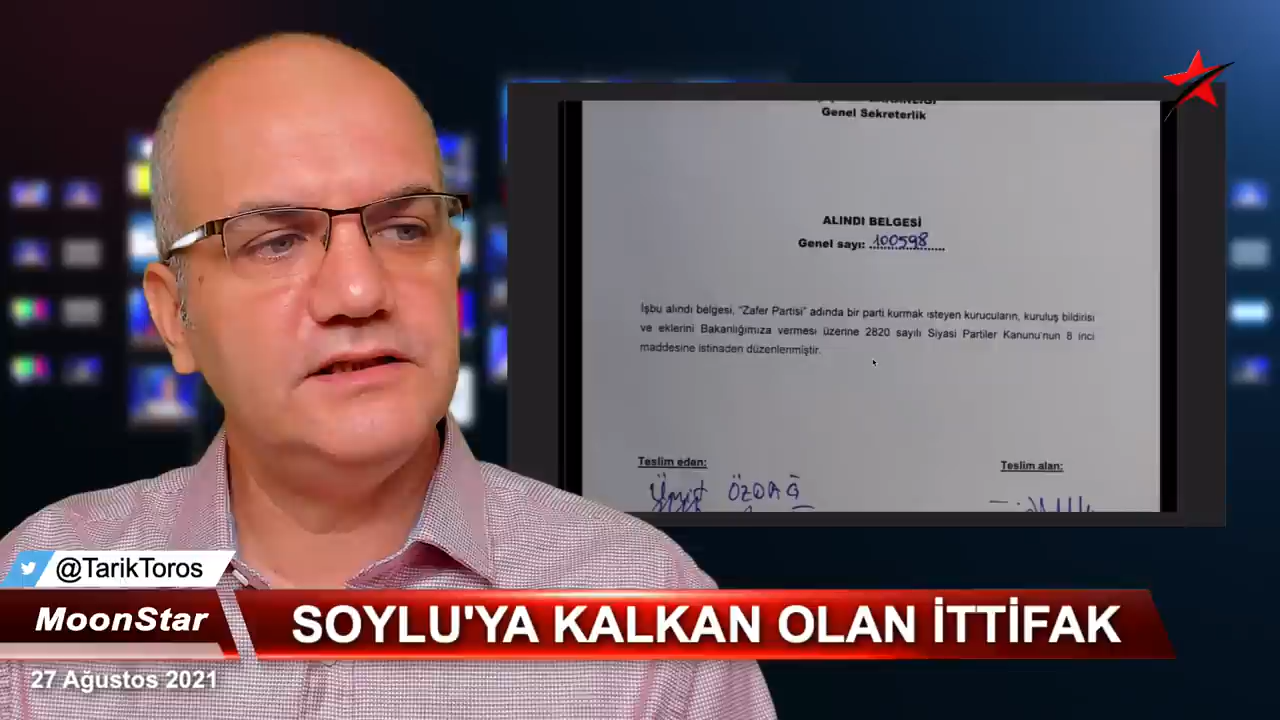 Genel Sekreterlik
ALINDI BELGESİ
Genel sayı: 100598
İşbu alındı belgesi, "Zafer Partisi" adında bir parti kurmak isteyen kurucuların, kuruluş bildirisi
ve eklerini Bakanlığımıza vermesi üzerine 2820 sayılı Siyasi Partiler Kanunu'nun 8 inci
maddesine istinaden düzenlenmiştir.
Teslim eden:
Teslim alan:
Ümit ÖZDAĞ
@TarikToros
MoonStar
SOYLU'YA KALKAN OLAN İTTİFAK
27 Ağustos 2021